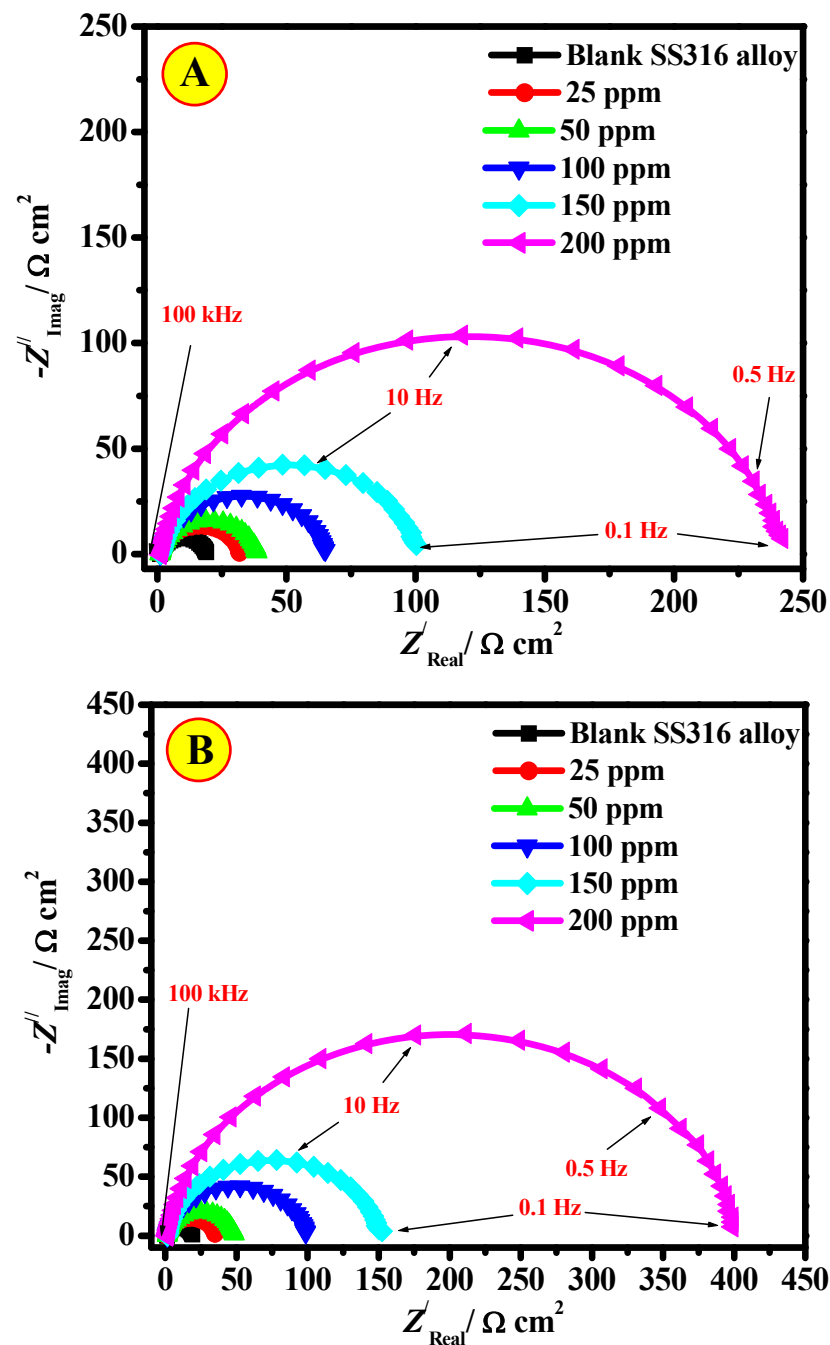 A
Blank SS316 alloy
25 ppm
50 ppm
100 ppm
150 ppm
200 ppm
250
200
150
100
50
0
-Z//Imag/ Ω cm2
100 kHz
10 Hz
0.5 Hz
0.1 Hz
0 50 100 150 200 250
Z/Real/ Ω cm2
B
Blank SS316 alloy
25 ppm
50 ppm
100 ppm
150 ppm
200 ppm
450
400
350
300
250
200
150
100
50
0
-Z//Imag/ Ω cm2
100 kHz
10 Hz
0.5 Hz
0.1 Hz
0 50 100 150 200 250 300 350 400 450
Z/Real/ Ω cm2